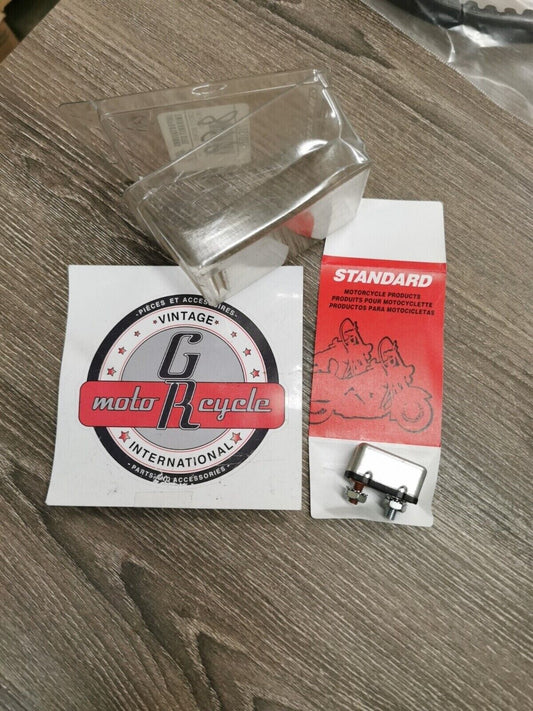 STANDARD
MOTORCYCLE PRODUCTS
PRODUITS POUR MOTOCYCLETTE
PRODUCTOS PARA MOTOCICLETAS
- PIÈCES ET ACCESSOIRES -
• VINTAGE •
G
moto R cycle
INTERNATIONAL
- PARTS AND ACCESSORIES -